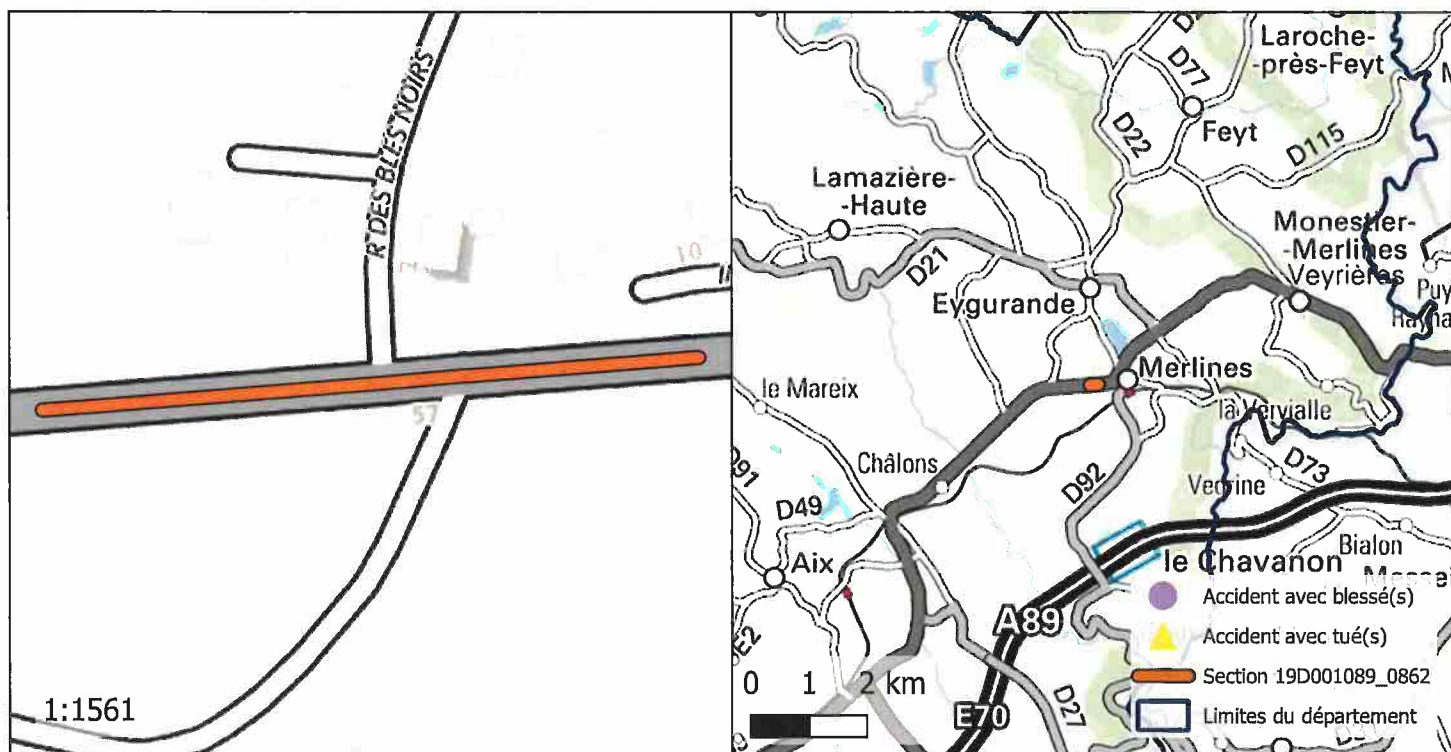 R DES BLES NOIRS
10
57
1:1561
Laroche-
-près-Feyt
D77
Feyt
D22
D115
Lamazière-
-Haute
D21
Monestier-
-Merlines
Veyrières
Eygurande
Merlines
le Mareix
la Vervialle
Châlons
D92
D73
Vedrine
D91
D49
Bialon
Aix
le Chavanon
Accident avec blessé(s)
A89
Accident avec tué(s)
Section 19D001089_0862
0 1 2 km
E70
D27
Limites du département